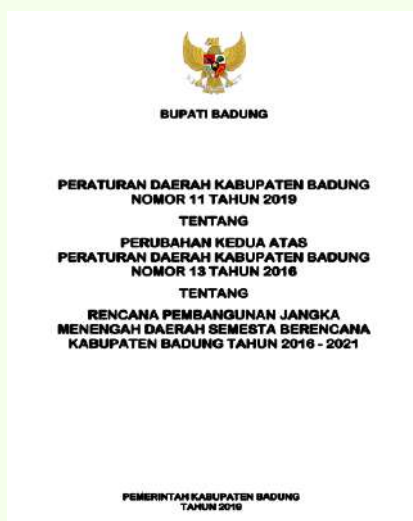 BUPATI BADUNG
PERATURAN DAERAH KABUPATEN BADUNG
NOMOR 11 TAHUN 2019
TENTANG
PERUBAHAN KEDUA ATAS
PERATURAN DAERAH KABUPATEN BADUNG
NOMOR 13 TAHUN 2016
TENTANG
RENCANA PEMBANGUNAN JANGKA
MENENGAH DAERAH SEMESTA BERENCANA
KABUPATEN BADUNG TAHUN 2016 - 2021
PEMERINTAH KABUPATEN BADUNG
TAHUN 2019